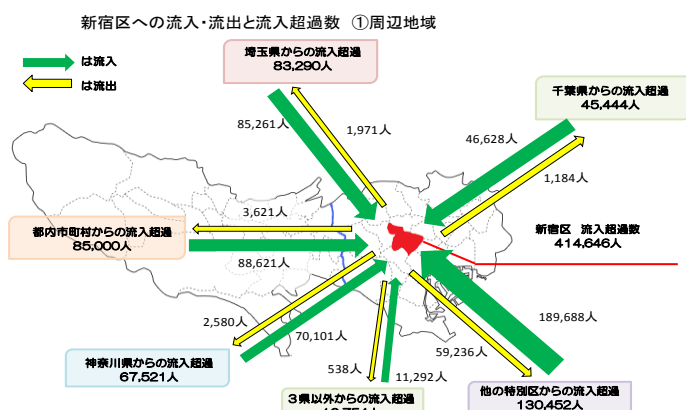 新宿区への流入・流出と流入超過数 ①周辺地域
は流入
は流出
埼玉県からの流入超過
83,290人
千葉県からの流入超過
45,444人
85,261人
1,971人
46,628人
1,184人
3,621人
都内市町村からの流入超過
85,000人
88,621人
新宿区 流入超過数
414,646人
2,580人
70,101人
神奈川県からの流入超過
67,521人
538人
11,292人
59,236人
189,688人
3県以外からの流入超過
他の特別区からの流入超過
130,452人